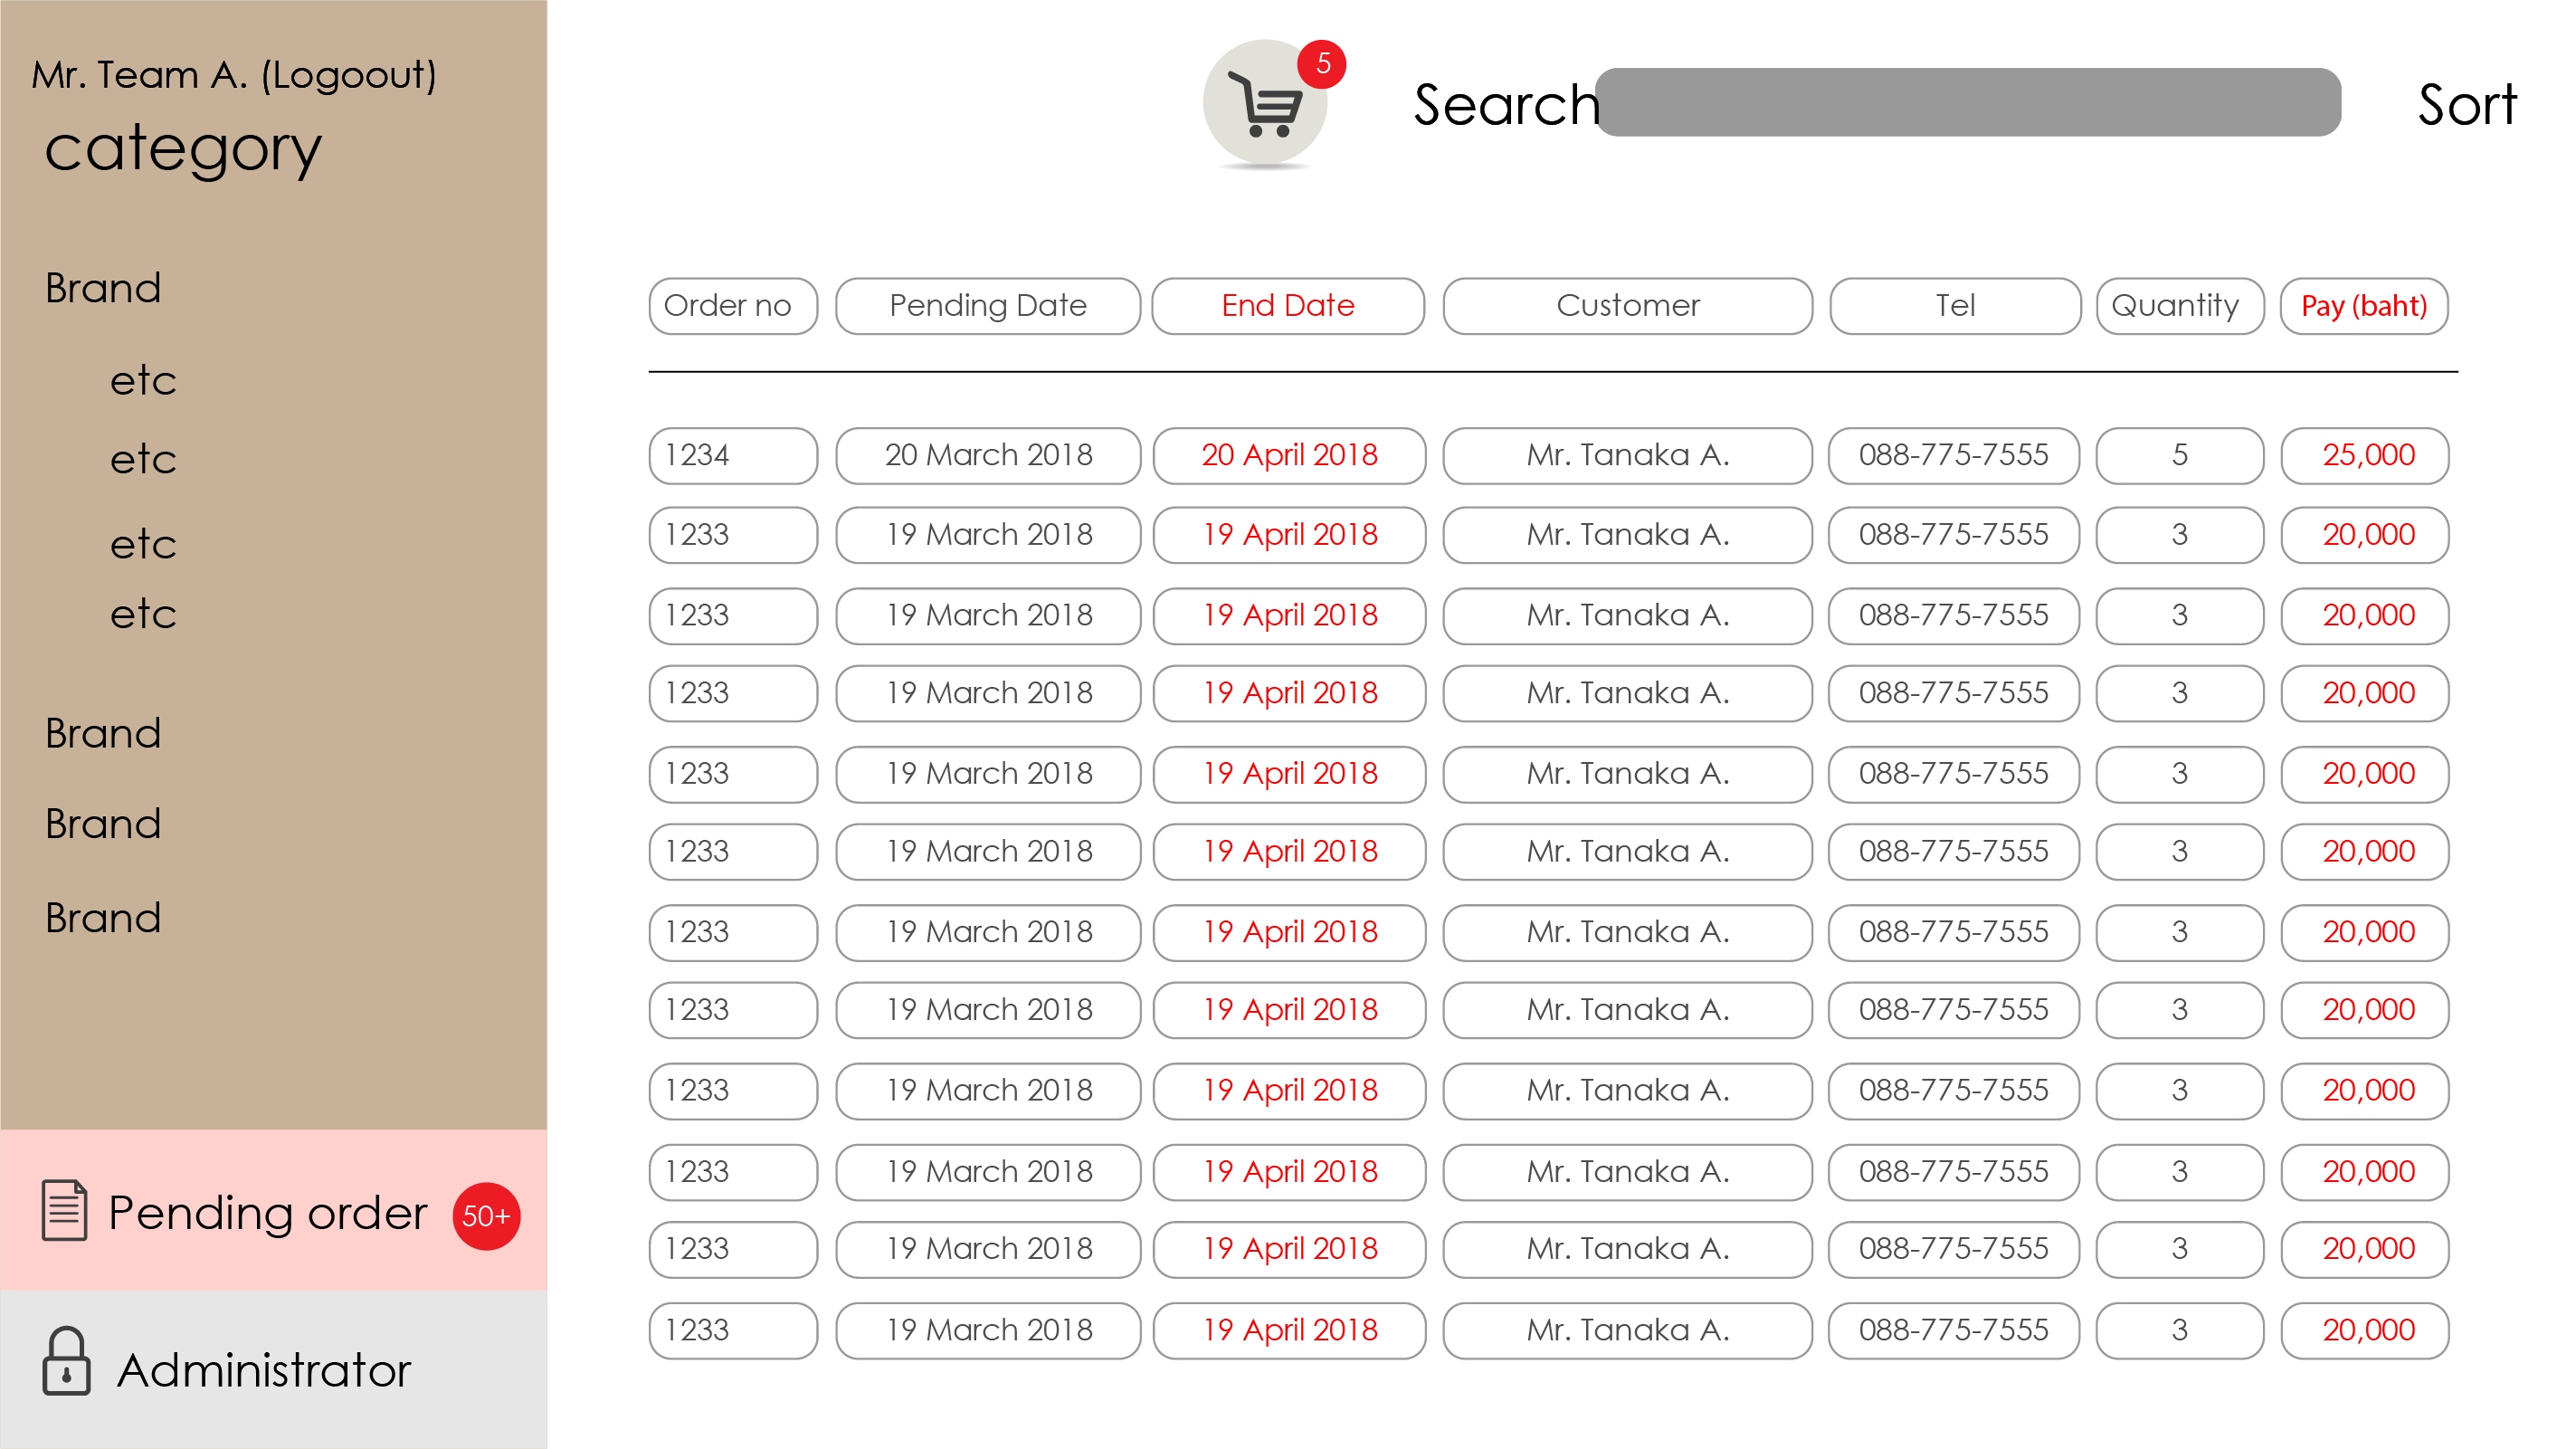 Mr. Team A. (Logoout)
category
Brand
etc
etc
etc
etc
Brand
Brand
Brand
Pending order 50+
Administrator
5
Search
Sort
Order no Pending Date End Date Customer Tel Quantity Pay (baht)
1234 20 March 2018 20 April 2018 Mr. Tanaka A. 088-775-7555 5 25,000
1233 19 March 2018 19 April 2018 Mr. Tanaka A. 088-775-7555 3 20,000
1233 19 March 2018 19 April 2018 Mr. Tanaka A. 088-775-7555 3 20,000
1233 19 March 2018 19 April 2018 Mr. Tanaka A. 088-775-7555 3 20,000
1233 19 March 2018 19 April 2018 Mr. Tanaka A. 088-775-7555 3 20,000
1233 19 March 2018 19 April 2018 Mr. Tanaka A. 088-775-7555 3 20,000
1233 19 March 2018 19 April 2018 Mr. Tanaka A. 088-775-7555 3 20,000
1233 19 March 2018 19 April 2018 Mr. Tanaka A. 088-775-7555 3 20,000
1233 19 March 2018 19 April 2018 Mr. Tanaka A. 088-775-7555 3 20,000
1233 19 March 2018 19 April 2018 Mr. Tanaka A. 088-775-7555 3 20,000
1233 19 March 2018 19 April 2018 Mr. Tanaka A. 088-775-7555 3 20,000
1233 19 March 2018 19 April 2018 Mr. Tanaka A. 088-775-7555 3 20,000